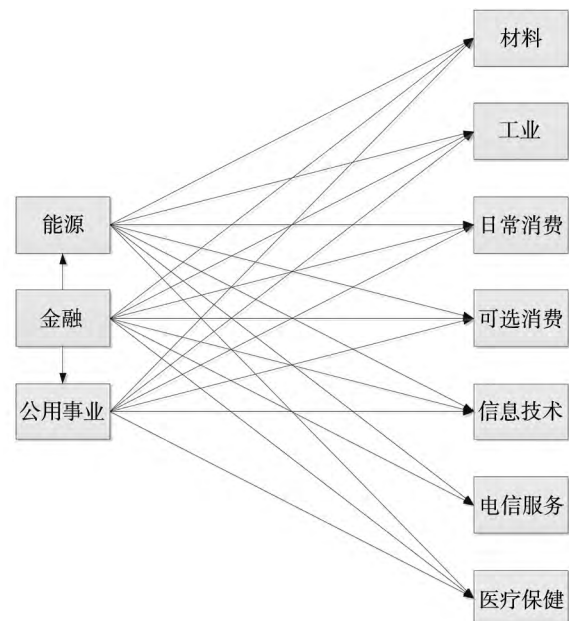 材料
工业
能源
日常消费
金融
可选消费
公用事业
信息技术
电信服务
医疗保健